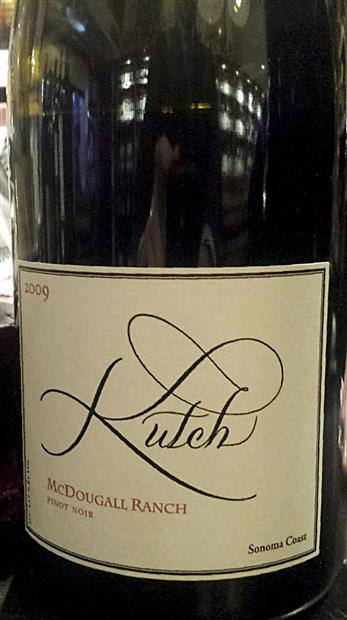 2009
Kutch
McDougall Ranch
PINOT NOIR
Sonoma Coast